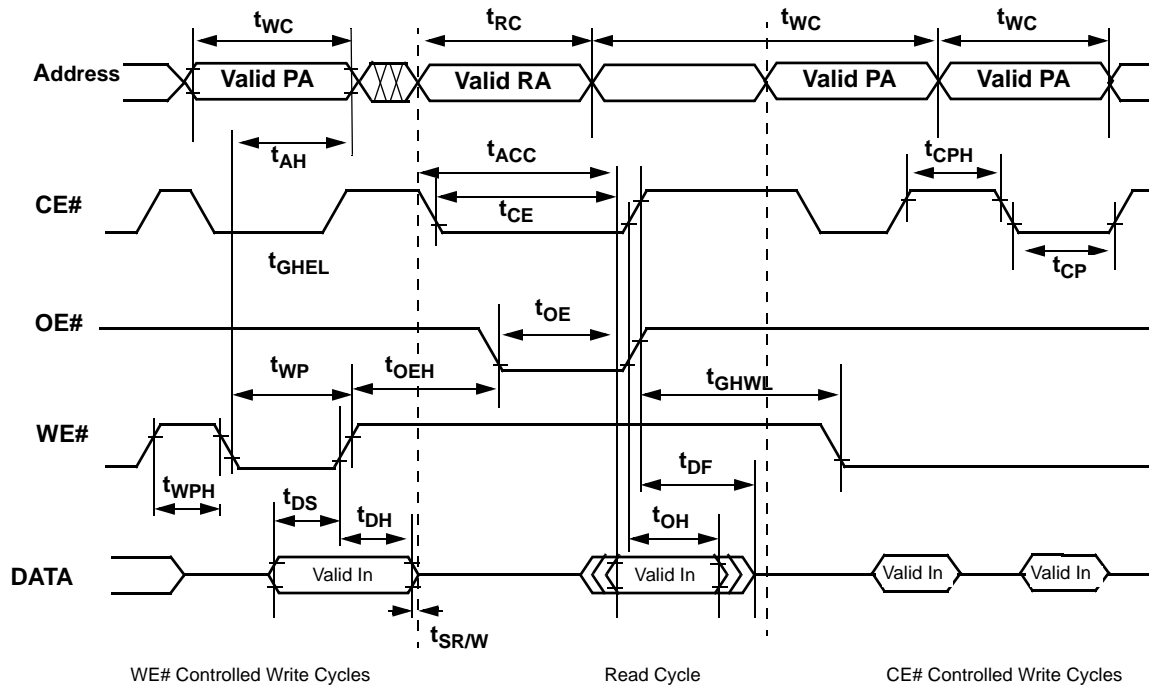 tWC tRC tWC tWC
Address Valid PA Valid RA Valid PA Valid PA
tAH tACC tCPH
CE# tCE
tGHEL tCP
OE# tOE
tWP tOEH tGHWL
WE#
tWPH tDS tDH tDF
tOH
DATA Valid In Valid In Valid In Valid In
tSR/W
WE# Controlled Write Cycles Read Cycle CE# Controlled Write Cycles